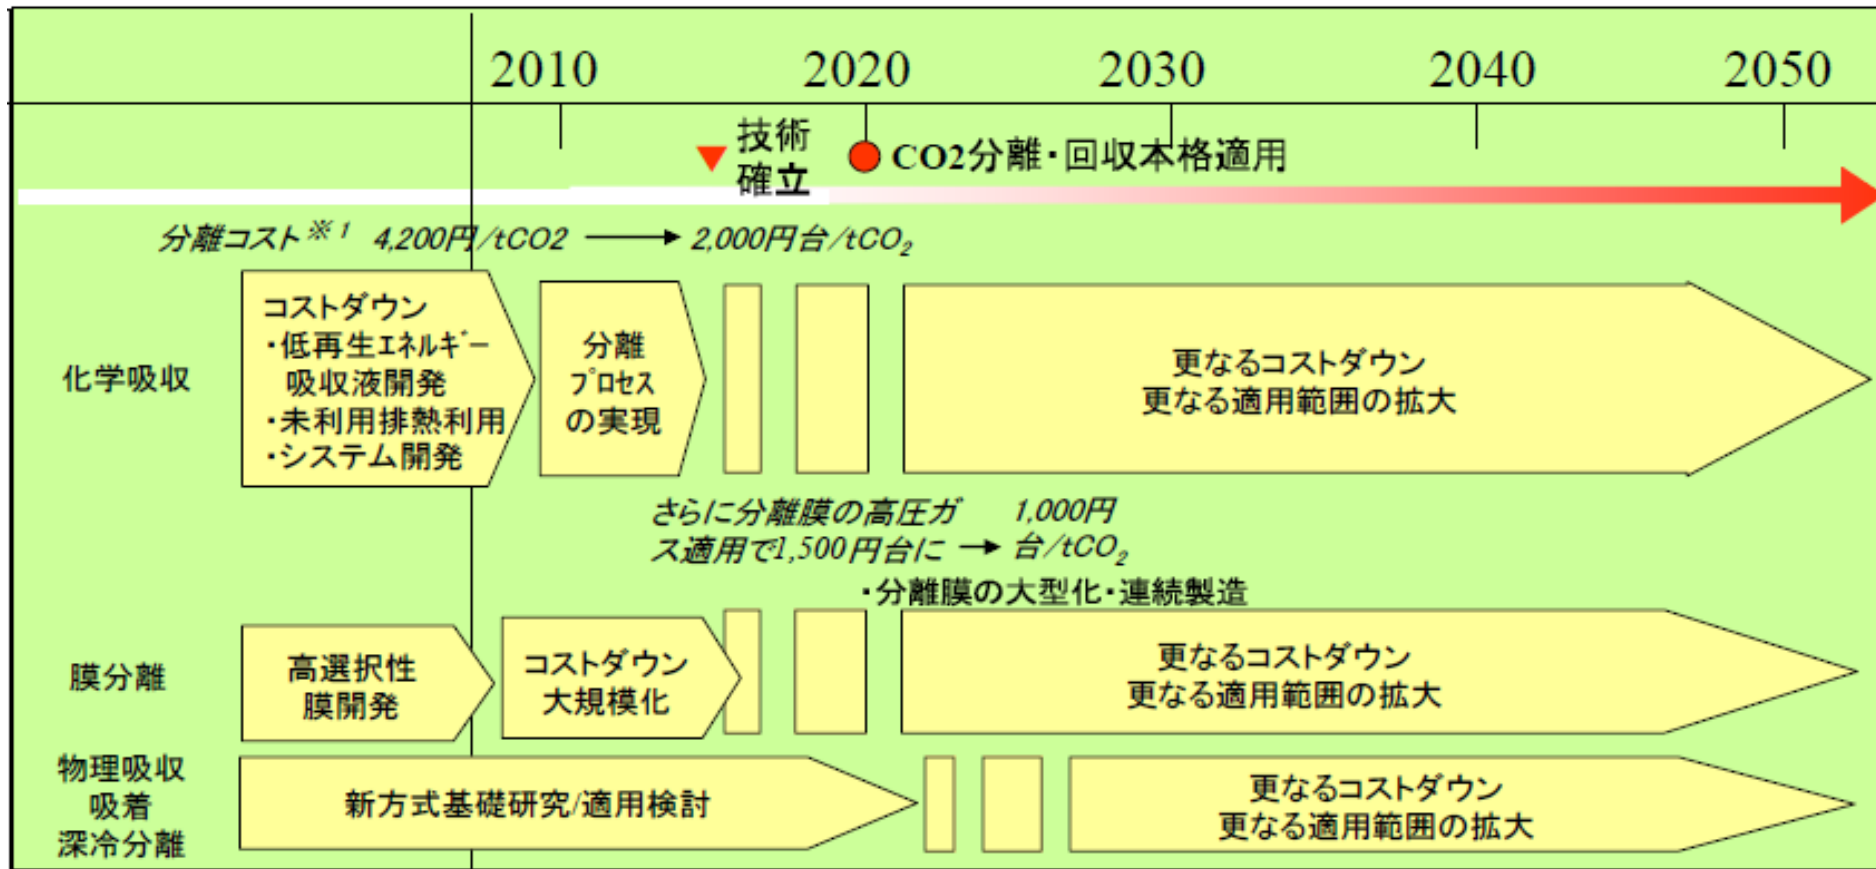 2010 2020 2030 2040 2050
技術
確立
CO2分離・回収本格適用
分離コスト※1 4,200円/tCO2 → 2,000円台/tCO₂
化学吸収
コストダウン
・低再生エネルギー
吸収液開発
・未利用排熱利用
・システム開発
分離
プロセス
の実現
更なるコストダウン
更なる適用範囲の拡大
さらに分離膜の高圧ガ
ス適用で1,500円台に →
1,000円
台/tCO₂
・分離膜の大型化・連続製造
膜分離
高選択性
膜開発
コストダウン
大規模化
更なるコストダウン
更なる適用範囲の拡大
物理吸収
吸着
深冷分離
新方式基礎研究/適用検討
更なるコストダウン
更なる適用範囲の拡大